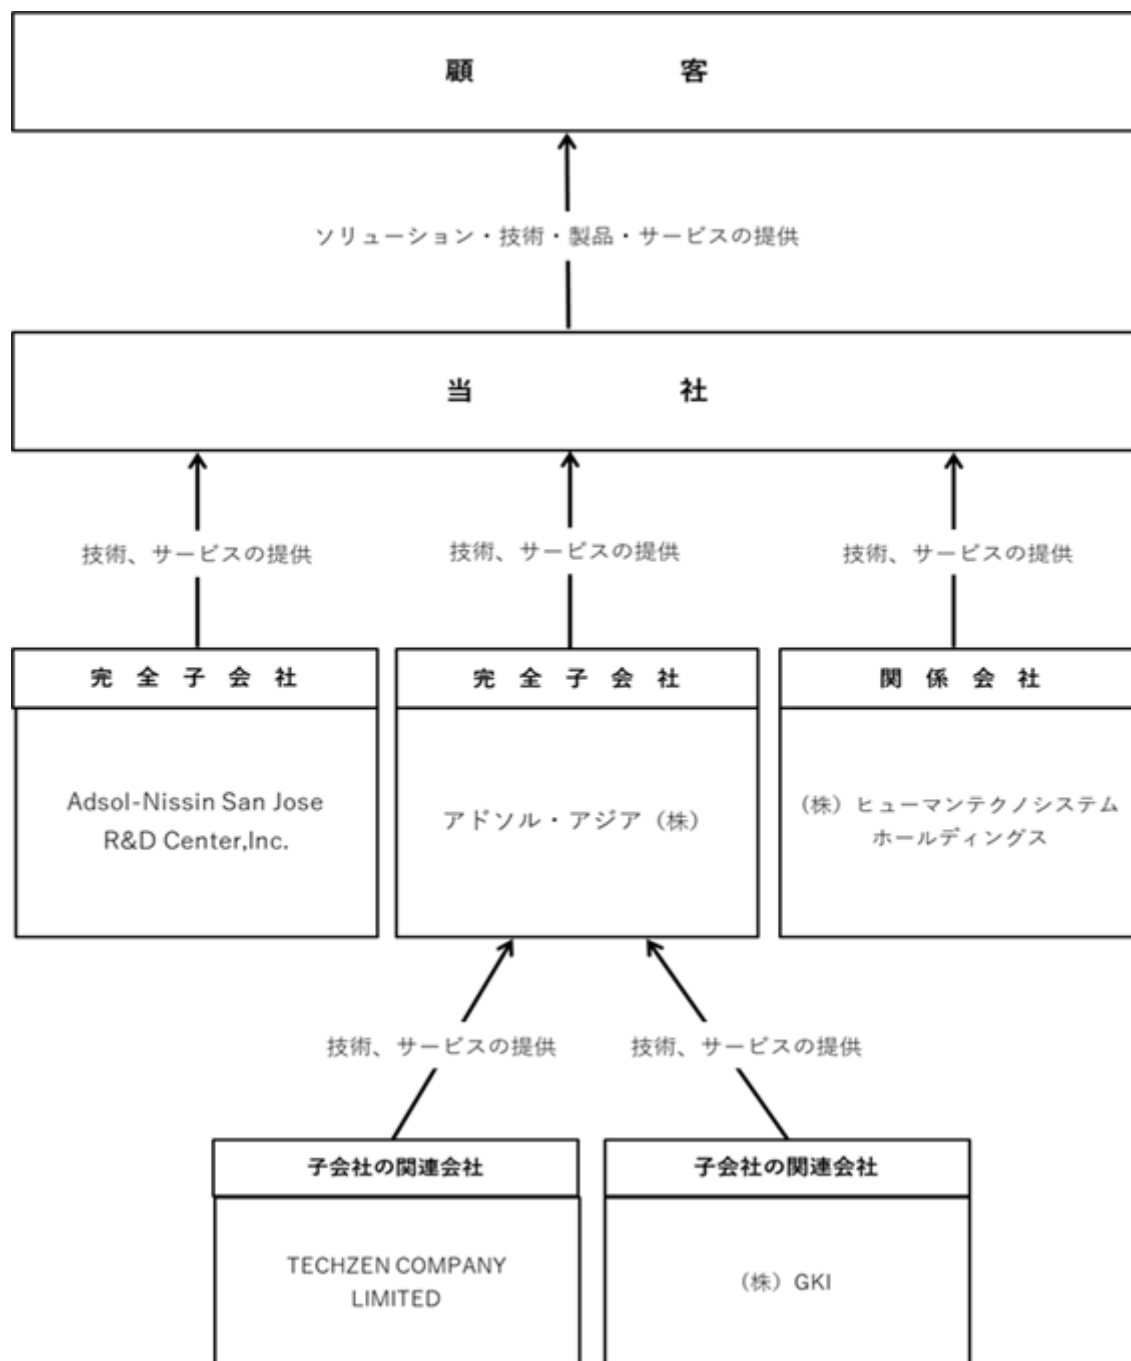 顧客
ソリューション・技術・製品・サービスの提供
当社
技術、サービスの提供
技術、サービスの提供
技術、サービスの提供
完全子会社
完全子会社
関係会社
Adsol-Nissin San Jose
R&D Center,Inc.
アドソル・アジア（株）
（株）ヒューマンテクノシステム
ホールディングス
技術、サービスの提供
技術、サービスの提供
子会社の関連会社
子会社の関連会社
TECHZEN COMPANY
LIMITED
（株）GKI